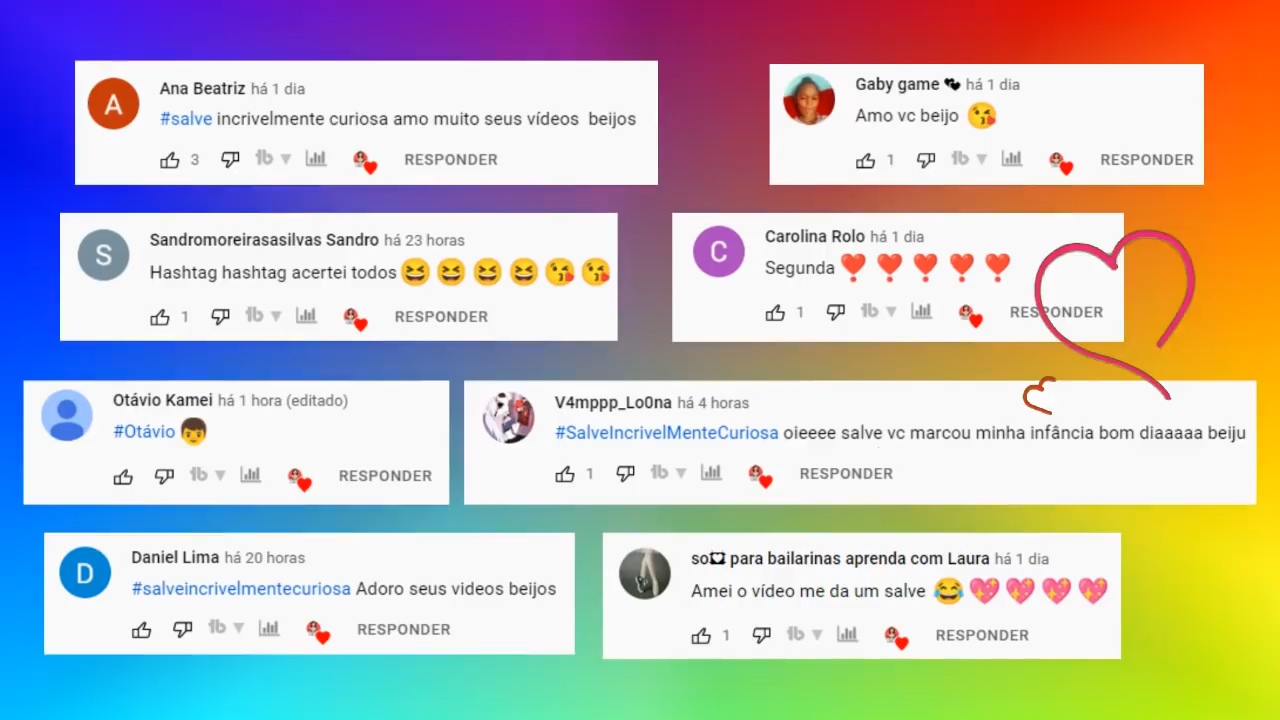 A
Ana Beatriz há 1 dia
#salve incrivelmente curiosa amo muito seus vídeos beijos
3 RESPONDER
Gaby game há 1 dia
Amo vc beijo 😘
1 RESPONDER
S
Sandromoreirasasilvas Sandro há 23 horas
Hashtag hashtag acertei todos 😆 😆 😆 😆 😘 😘
1 RESPONDER
C
Carolina Rolo há 1 dia
Segunda ❣️ ❣️ ❣️ ❣️ ❣️
1 RESPONDER
Otávio Kamei há 1 hora (editado)
#Otávio 👦
RESPONDER
V4mppp_Lo0na há 4 horas
#SalveIncrivelMenteCuriosa oieeee salve vc marcou minha infância bom diaaaaa beiju
1 RESPONDER
D
Daniel Lima há 20 horas
#salveincrivelmentecuriosa Adoro seus videos beijos
RESPONDER
so para bailarinas aprenda com Laura há 1 dia
Amei o vídeo me da um salve 😂 💖 💖 💖 💖
1 RESPONDER